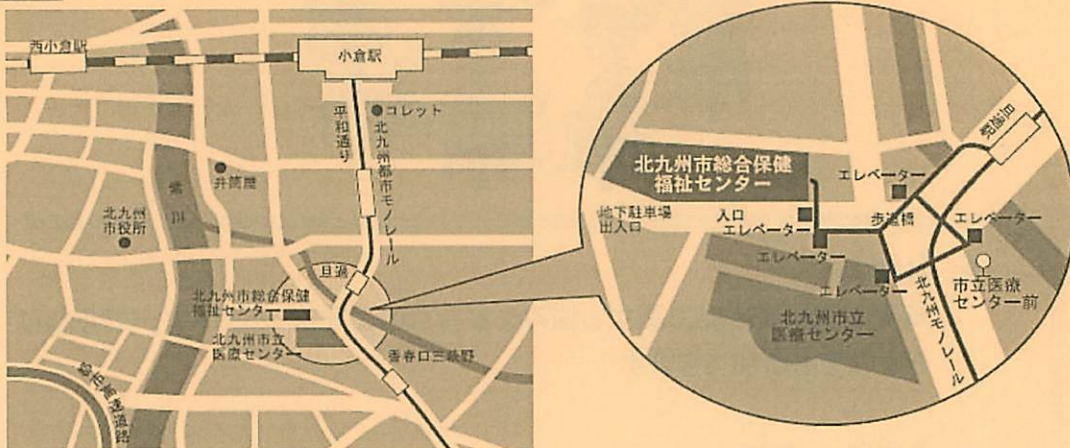 西小倉駅
小倉駅
コレット
平和通り
北九州都市モノレール
井筒屋
紫川
北九州
市役所
旦過
北九州市総合保健
福祉センター
北九州市立
医療センター
香春口三萩野
都市高速道路
旦過駅
北九州市総合保健
福祉センター
エレベーター
地下駐車場
出入口
入口
エレベーター
歩道橋
エレベーター
エレベーター
エレベーター
市立医療
センター前
北九州市立
医療センター
北九州モノレール